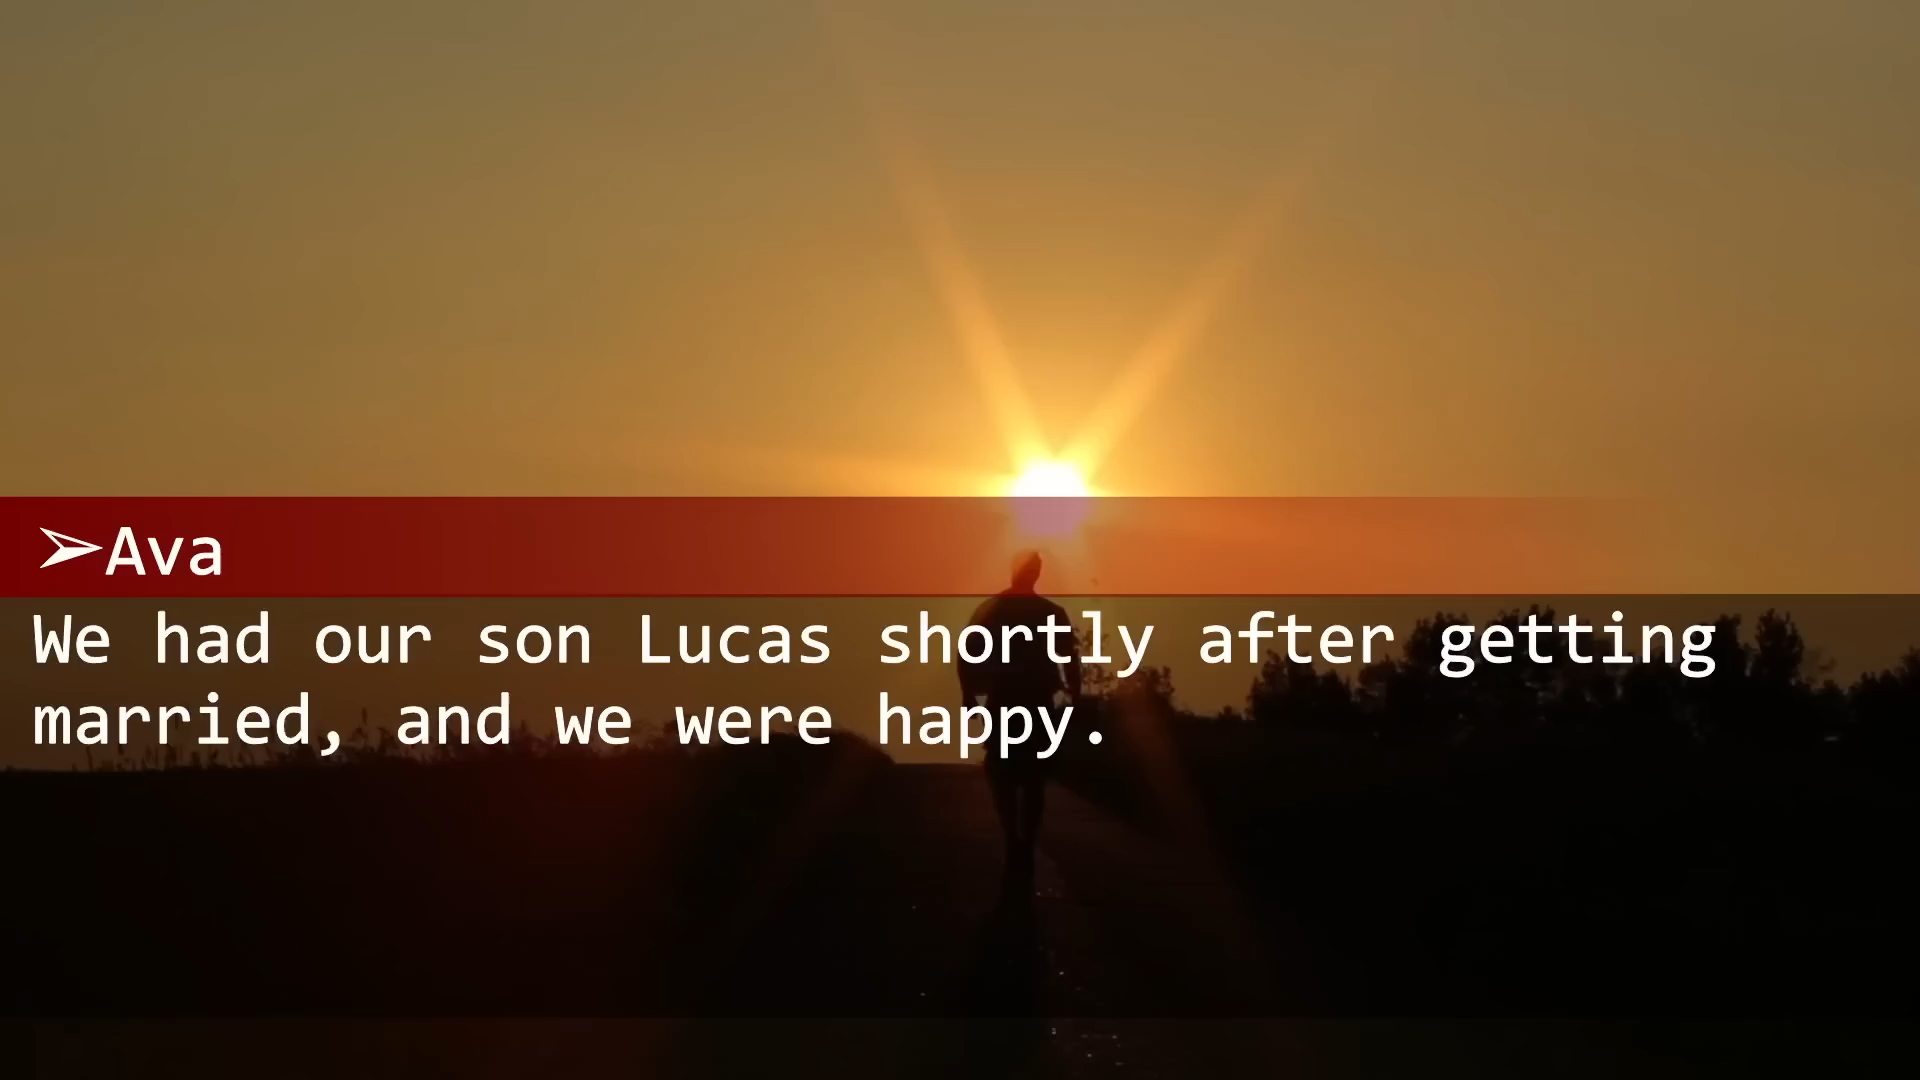 ➢Ava
We had our son Lucas shortly after getting
married, and we were happy.